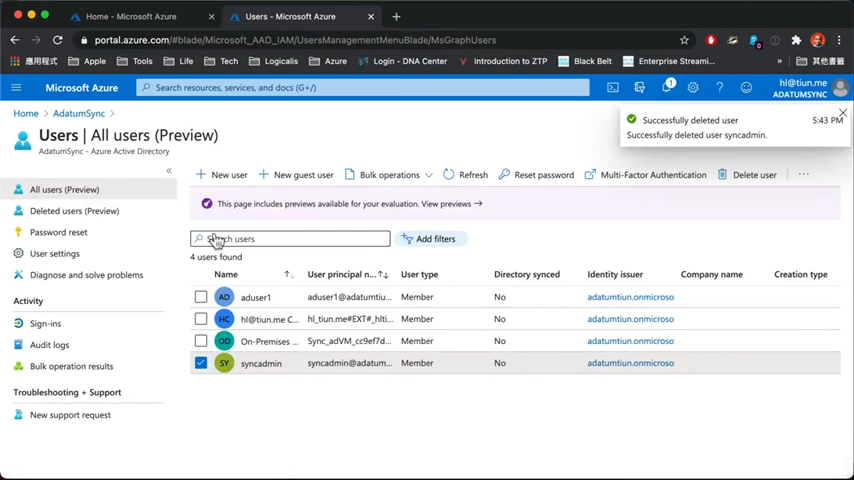 Home - Microsoft Azure
Users - Microsoft Azure
portal.azure.com/#blade/Microsoft_AAD_IAM/UsersManagementMenuBlade/MsGraphUsers
應用程式 Apple Tools Life Tech Logicalis Azure Login - DNA Center Introduction to ZTP Black Belt Enterprise Streami... » 其他書籤
Microsoft Azure
Search resources, services, and docs (G+/)
1
hl@tiun.me
ADATUMSYNC
Successfully deleted user 5:43 PM
Successfully deleted user syncadmin.
Home > AdatumSync >
Users | All users (Preview)
AdatumSync - Azure Active Directory
«
All users (Preview)
Deleted users (Preview)
Password reset
User settings
Diagnose and solve problems
Activity
Sign-ins
Audit logs
Bulk operation results
Troubleshooting + Support
New support request
+ New user + New guest user Bulk operations Refresh Reset password Multi-Factor Authentication Delete user ...
This page includes previews available for your evaluation. View previews →
Search users
Add filters
4 users found
Name User principal n... User type Directory synced Identity issuer Company name Creation type
AD aduser1 aduser1@adatumtiun... Member No adatumtiun.onmicroso
HC hl@tiun.me C... hl_tiun.me#EXT#_hlti... Member No adatumtiun.onmicroso
OD On-Premises ... Sync_adVM_cc9ef7d... Member No adatumtiun.onmicroso
SY syncadmin syncadmin@adatum... Member No adatumtiun.onmicroso